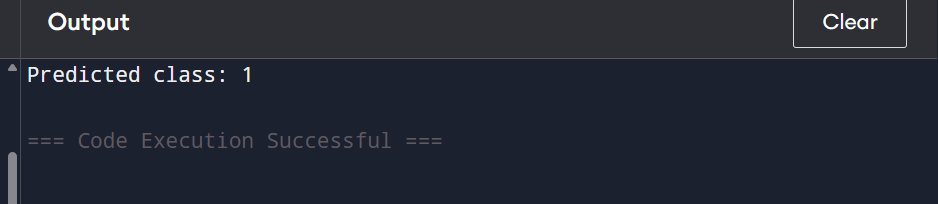 Output
Clear
Predicted class: 1
=== Code Execution Successful ===